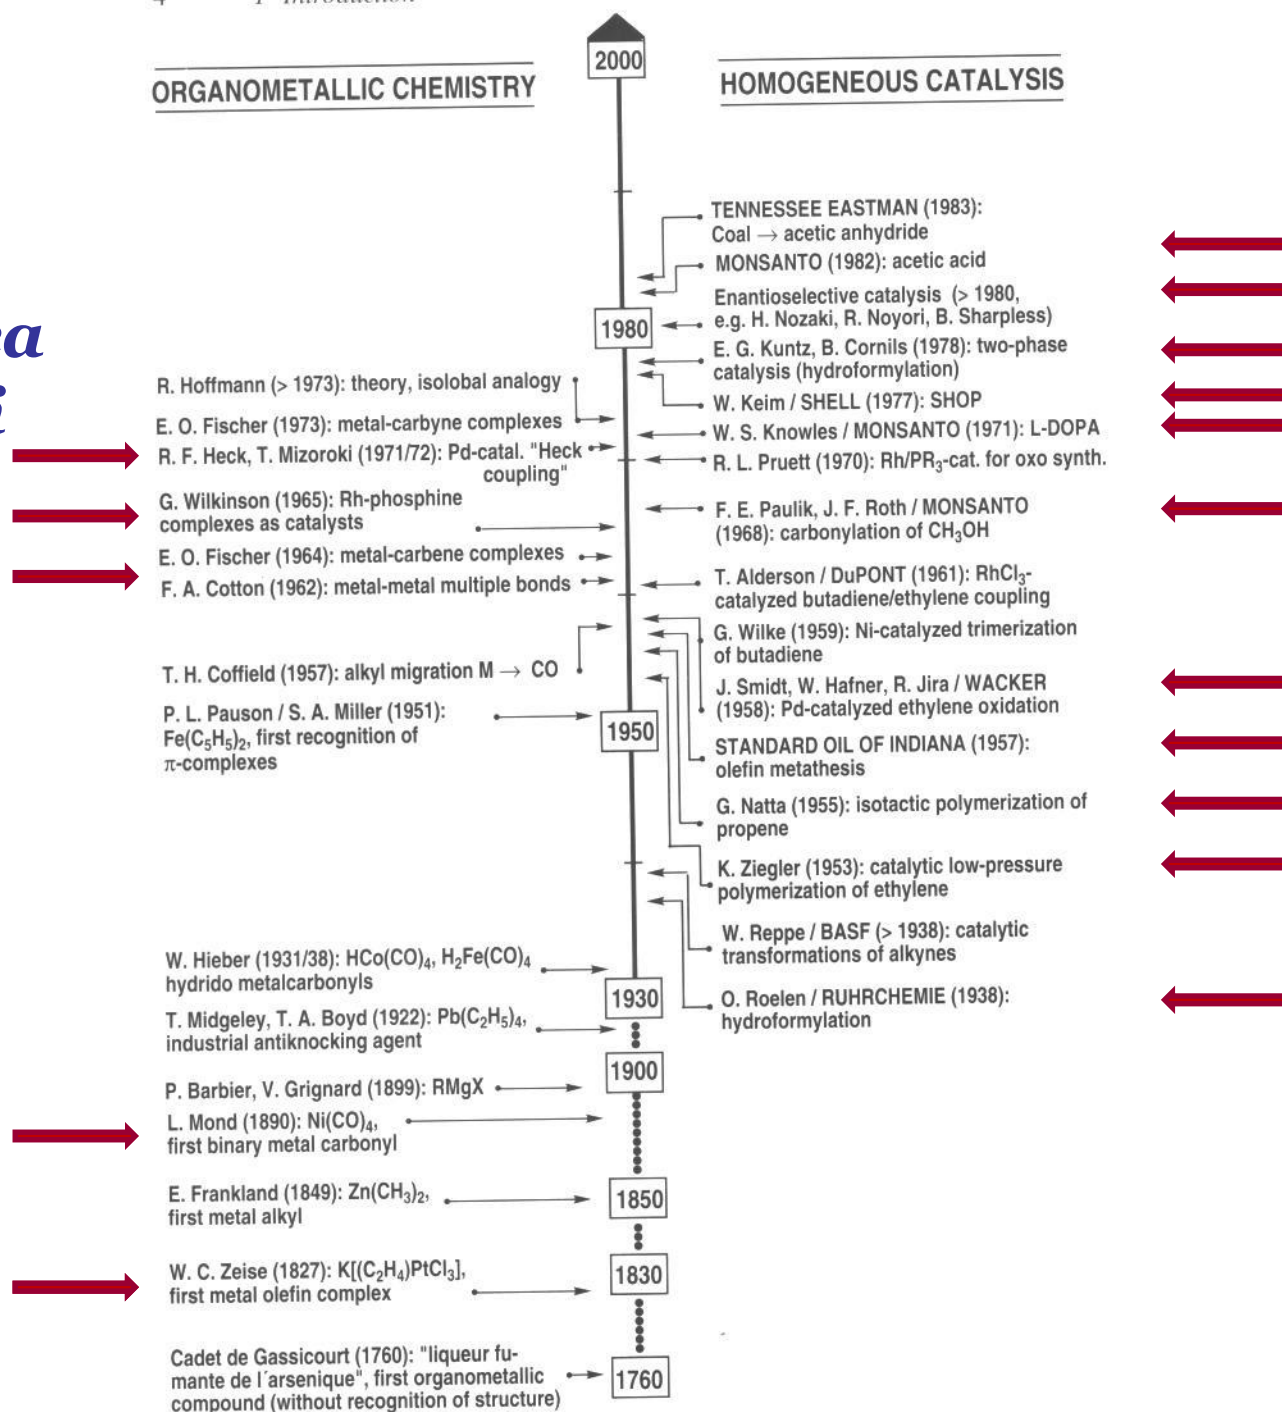 4 1 Introduction
2000
ORGANOMETALLIC CHEMISTRY
HOMOGENEOUS CATALYSIS
TENNESSEE EASTMAN (1983):
Coal → acetic anhydride
MONSANTO (1982): acetic acid
Enantioselective catalysis (> 1980,
e.g. H. Nozaki, R. Noyori, B. Sharpless)
1980
E. G. Kuntz, B. Cornils (1978): two-phase
catalysis (hydroformylation)
W. Keim / SHELL (1977): SHOP
W. S. Knowles / MONSANTO (1971): L-DOPA
R. L. Pruett (1970): Rh/PR₃-cat. for oxo synth.
F. E. Paulik, J. F. Roth / MONSANTO
(1968): carbonylation of CH₃OH
T. Alderson / DuPONT (1961): RhCl₃-
catalyzed butadiene/ethylene coupling
G. Wilke (1959): Ni-catalyzed trimerization
of butadiene
J. Smidt, W. Hafner, R. Jira / WACKER
(1958): Pd-catalyzed ethylene oxidation
STANDARD OIL OF INDIANA (1957):
olefin metathesis
G. Natta (1955): isotactic polymerization of
propene
K. Ziegler (1953): catalytic low-pressure
polymerization of ethylene
W. Reppe / BASF (> 1938): catalytic
transformations of alkynes
O. Roelen / RUHRCHEMIE (1938):
hydroformylation
R. Hoffmann (> 1973): theory, isolobal analogy
E. O. Fischer (1973): metal-carbyne complexes
R. F. Heck, T. Mizoroki (1971/72): Pd-catal. "Heck
coupling"
G. Wilkinson (1965): Rh-phosphine
complexes as catalysts
E. O. Fischer (1964): metal-carbene complexes
F. A. Cotton (1962): metal-metal multiple bonds
T. H. Coffield (1957): alkyl migration M → CO
P. L. Pauson / S. A. Miller (1951):
Fe(C₅H₅)₂, first recognition of
π-complexes
1950
W. Hieber (1931/38): HCo(CO)₄, H₂Fe(CO)₄
hydrido metalcarbonyls
1930
T. Midgeley, T. A. Boyd (1922): Pb(C₂H₅)₄,
industrial antiknocking agent
1900
P. Barbier, V. Grignard (1899): RMgX
L. Mond (1890): Ni(CO)₄,
first binary metal carbonyl
E. Frankland (1849): Zn(CH₃)₂,
first metal alkyl
1850
W. C. Zeise (1827): K[(C₂H₄)PtCl₃],
first metal olefin complex
1830
Cadet de Gassicourt (1760): "liqueur fu-
mante de l´arsenique", first organometallic
compound (without recognition of structure)
1760